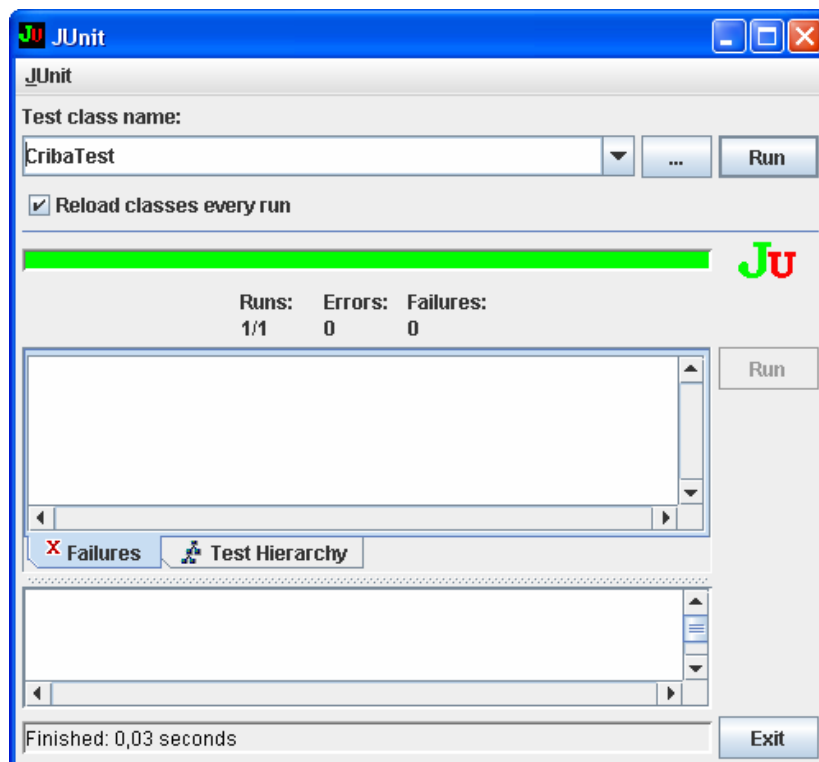 JU JUnit
JUnit
Test class name:
CribaTest
...
Run
Reload classes every run
JU
Runs: Errors: Failures:
1/1 0 0
Run
X Failures
Test Hierarchy
Finished: 0,03 seconds
Exit